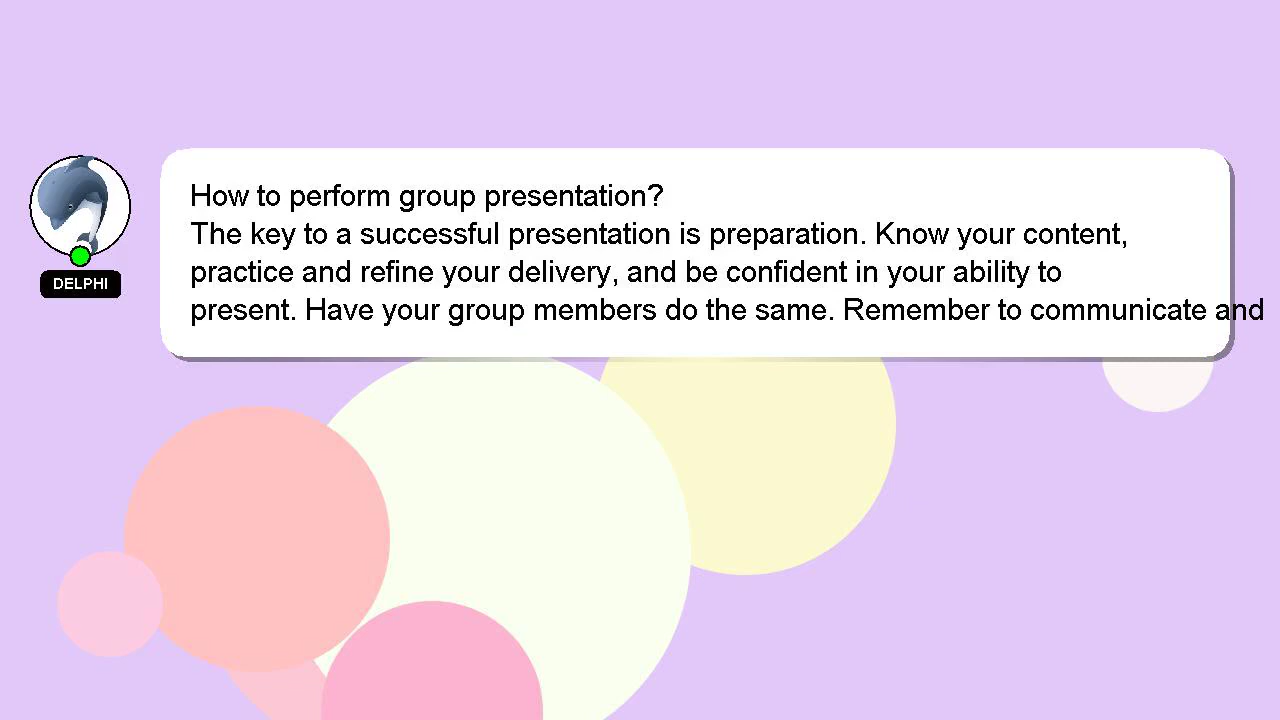 How to perform group presentation?
The key to a successful presentation is preparation. Know your content,
practice and refine your delivery, and be confident in your ability to
present. Have your group members do the same. Remember to communicate and
DELPHI